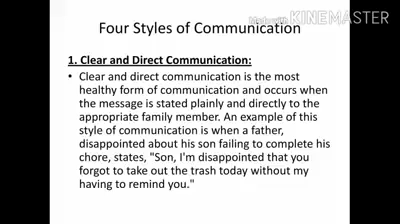 Made with KINEMASTER
Four Styles of Communication
1. Clear and Direct Communication:
• Clear and direct communication is the most
healthy form of communication and occurs when
the message is stated plainly and directly to the
appropriate family member. An example of this
style of communication is when a father,
disappointed about his son failing to complete his
chore, states, "Son, I'm disappointed that you
forgot to take out the trash today without my
having to remind you."